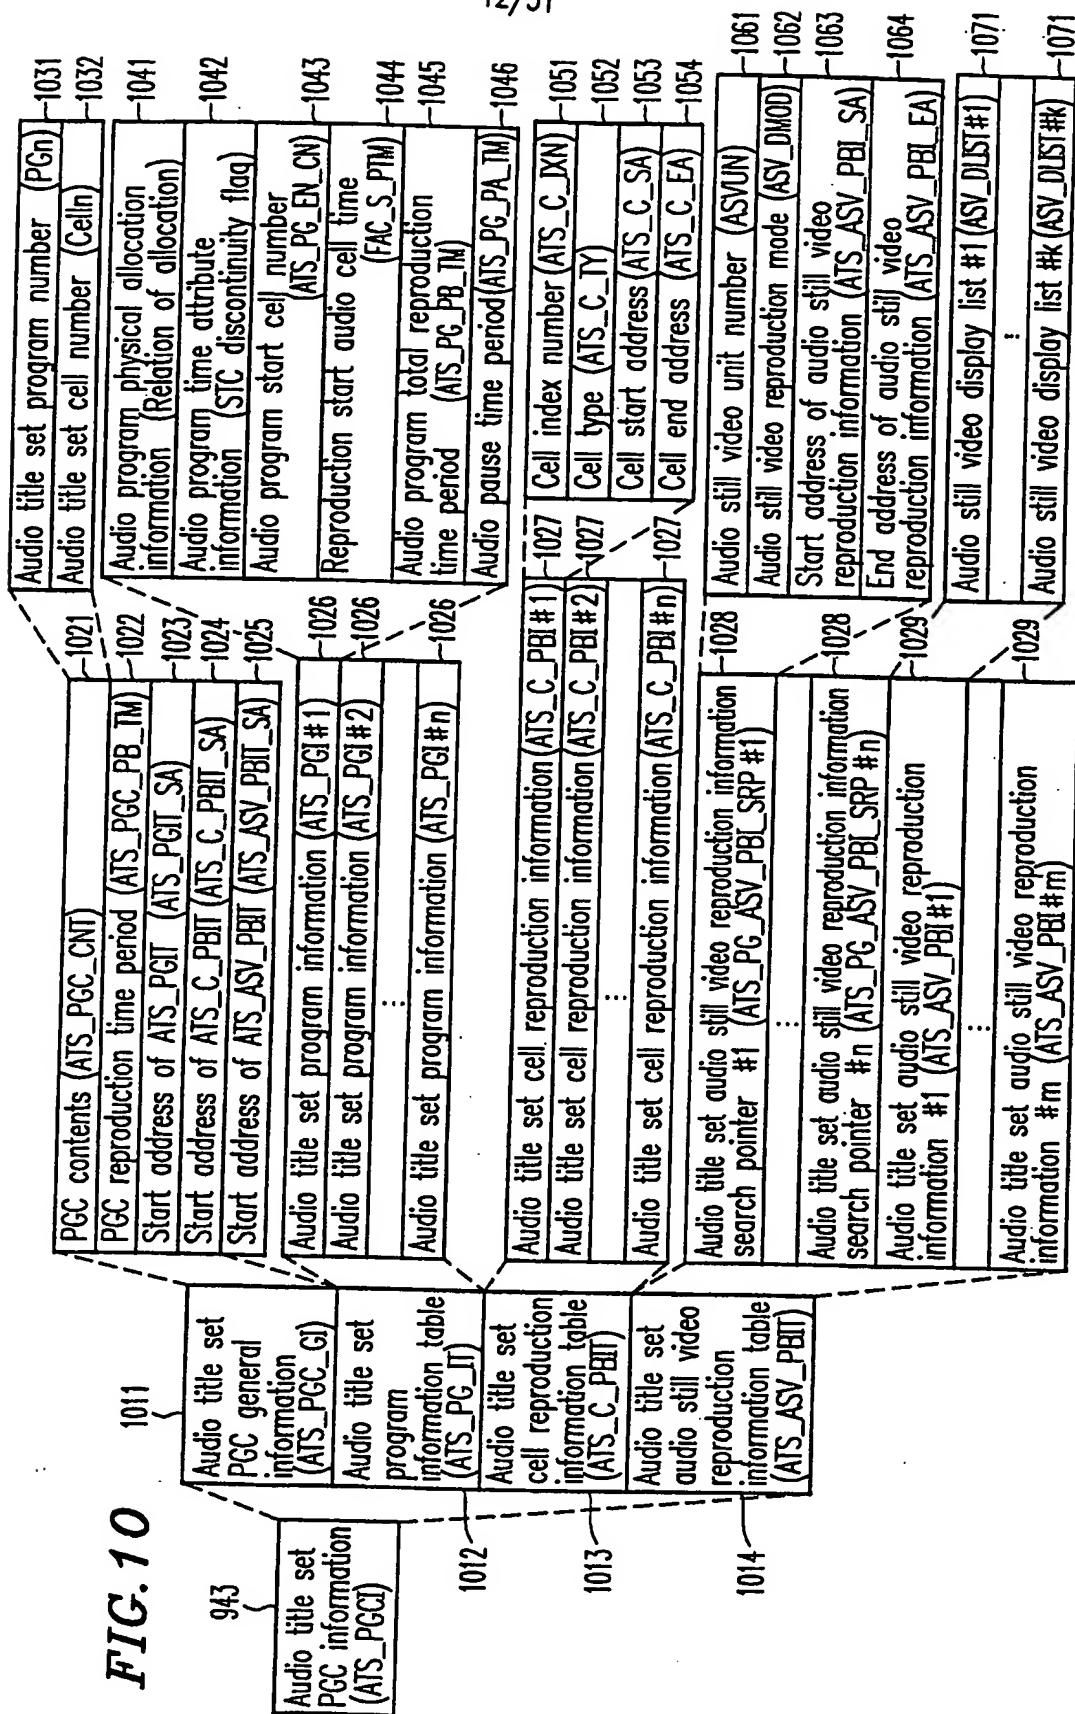 12/51
FIG. 10
943
Audio title set
PGC information
(ATS_PGCI)
1011
Audio title set
PGC general
information
(ATS_PGC_GI)
Audio title set
program
information table
(ATS_PG_IT)
1012
Audio title set
cell reproduction
information table
(ATS_C_PBIT)
1013
Audio title set
audio still video
reproduction
information table
(ATS_ASV_PBIT)
1014
PGC contents (ATS_PGC_CNT)
1021
PGC reproduction time period (ATS_PGC_PB_TM)
1022
Start address of ATS_PGIT (ATS_PGIT_SA)
1023
Start address of ATS_C_PBIT (ATS_C_PBIT_SA)
1024
Start address of ATS_ASV_PBIT (ATS_ASV_PBIT_SA)
1025
Audio title set program information (ATS_PGI#1)
1026
Audio title set program information (ATS_PGI#2)
1026
...
Audio title set program information (ATS_PGI#n)
1026
Audio title set cell. reproduction information (ATS_C_PBI#1)
1027
Audio title set cell reproduction information (ATS_C_PBI#2)
1027
...
Audio title set cell reproduction information (ATS_C_PBI#n)
1027
Audio title set audio still video reproduction information
search pointer #1 (ATS_PG_ASV_PBI_SRP#1)
1028
...
Audio title set audio still video reproduction information
search pointer #n (ATS_PG_ASV_PBI_SRP#n)
1028
Audio title set audio still video reproduction
information #1 (ATS_ASV_PBI#1)
1029
...
Audio title set audio still video reproduction
information #m (ATS_ASV_PBI#m)
1029
Audio title set program number (PGn)
1031
Audio title set cell number (Celln)
1032
Audio program physical allocation
information (Relation of allocation)
1041
Audio program time attribute
information (STC discontinuity flag)
1042
Audio program start cell number
(ATS_PG_EN_CN)
1043
Reproduction start audio cell time
(FAC_S_PTM)
1044
Audio program total reproduction
time period (ATS_PG_PB_TM)
1045
Audio pause time period (ATS_PG_PA_TM)
1046
Cell index number (ATS_C_IXN)
1051
Cell type (ATS_C_TY)
1052
Cell start address (ATS_C_SA)
1053
Cell end address (ATS_C_EA)
1054
Audio still video unit number (ASVUN)
1061
Audio still video reproduction mode (ASV_DMOD)
1062
Start address of audio still video
reproduction information (ATS_ASV_PBI_SA)
1063
End address of audio still video
reproduction information (ATS_ASV_PBI_EA)
1064
Audio still video display list #1 (ASV_DLIST#1)
1071
...
Audio still video display list #k (ASV_DLIST#k)
1071